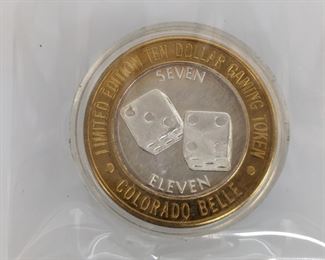 LIMITED EDITION TEN DOLLAR GAMING TOKEN
SEVEN
ELEVEN
• COLORADO BELLE •